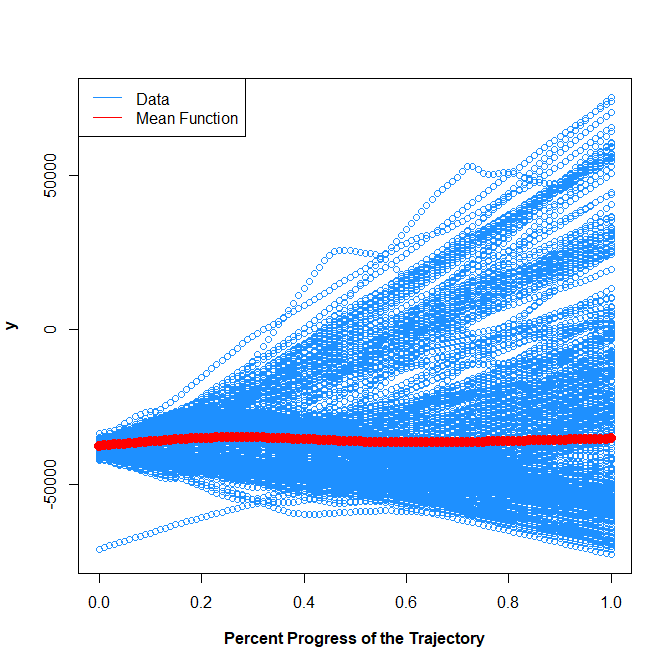 Data
Mean Function
50000
0
-50000
y
0.0 0.2 0.4 0.6 0.8 1.0
Percent Progress of the Trajectory